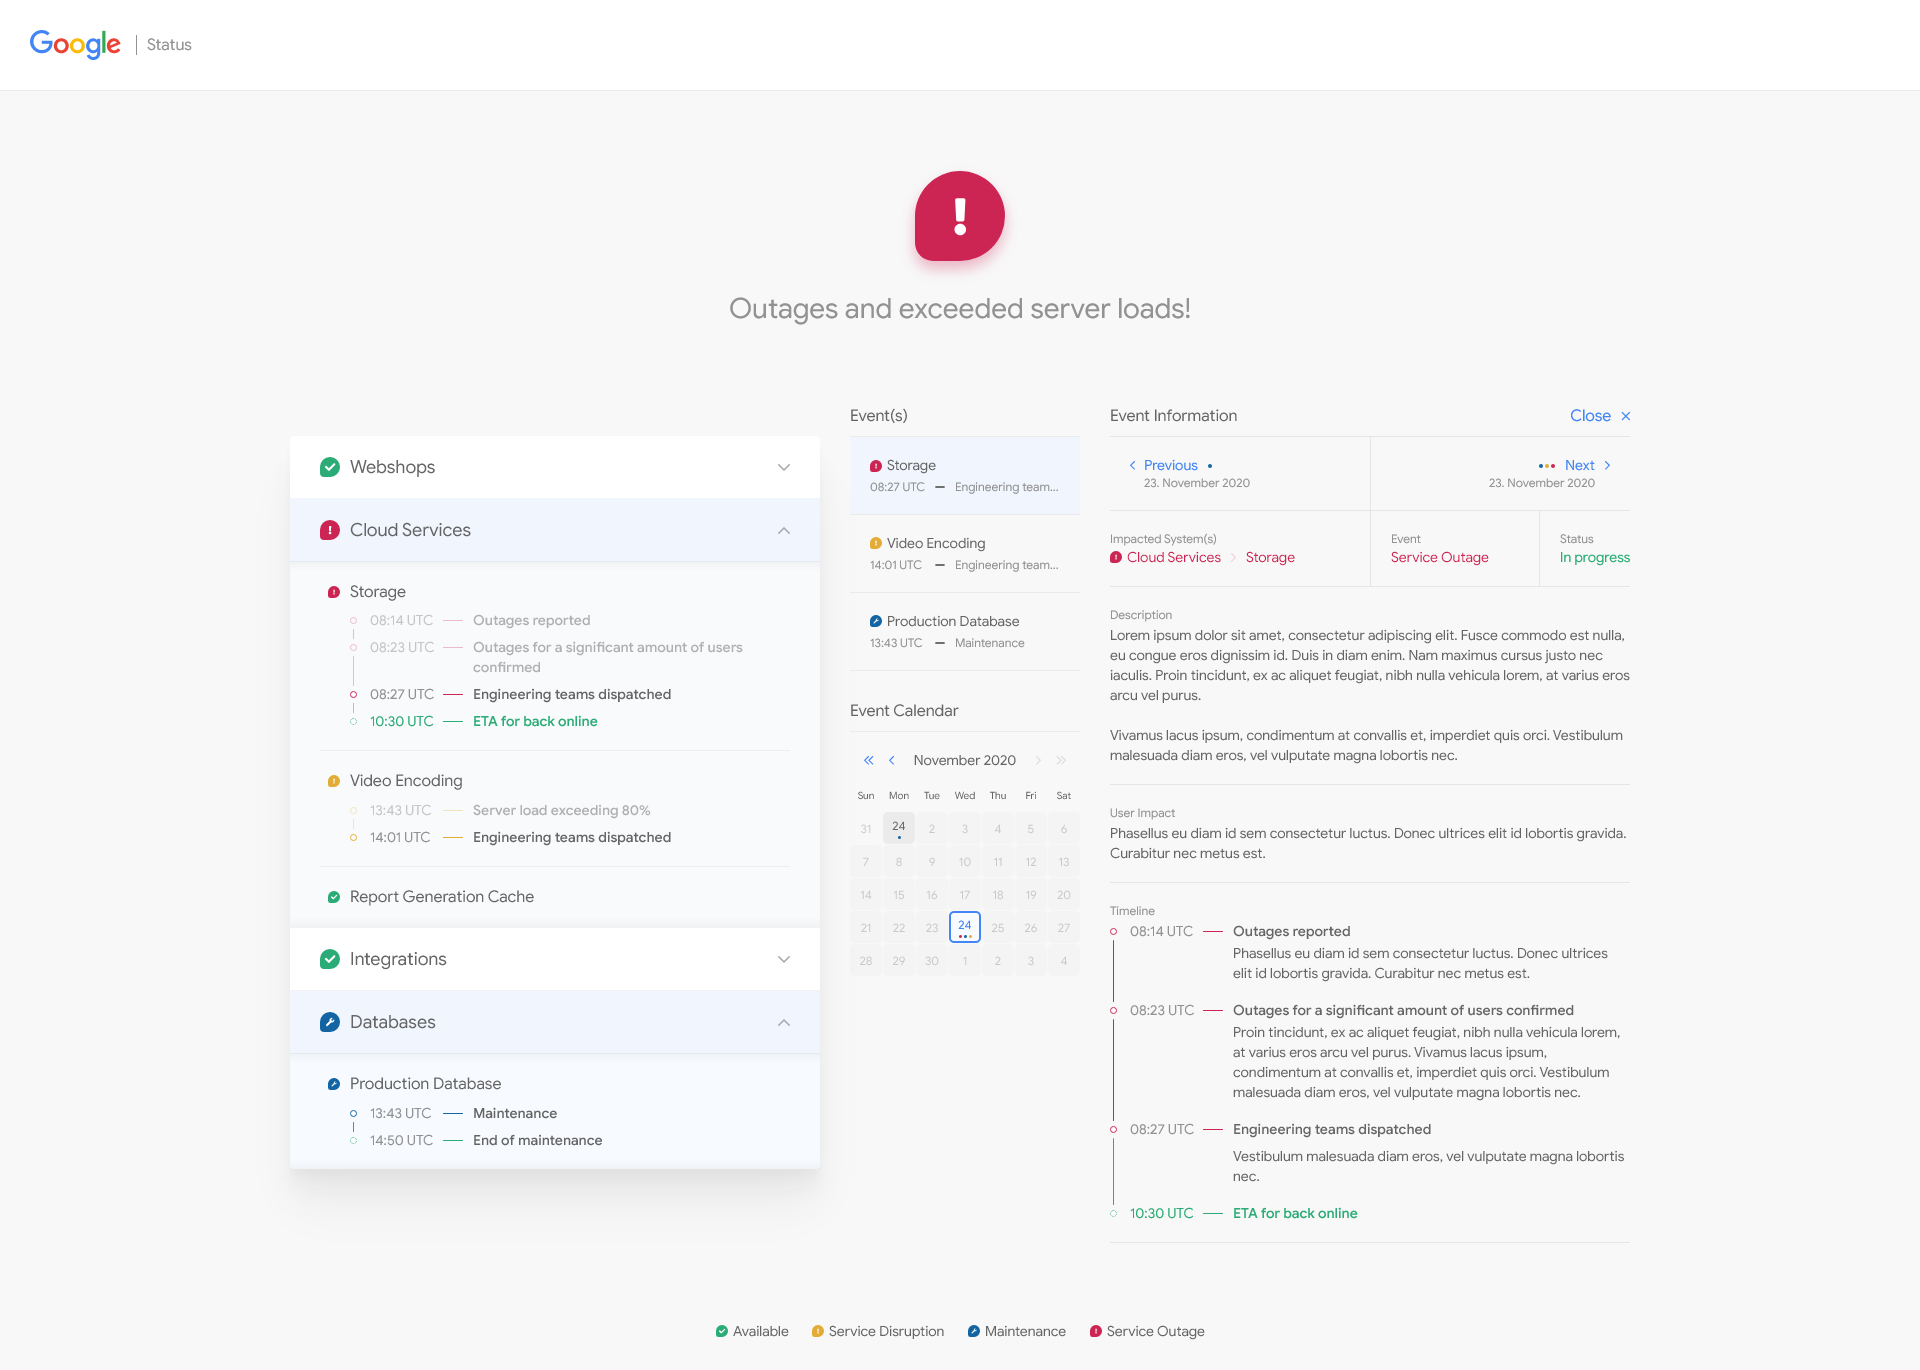 Google | Status
Outages and exceeded server loads!
Webshops
Cloud Services
Storage
08:14 UTC — Outages reported
08:23 UTC — Outages for a significant amount of users
confirmed
08:27 UTC — Engineering teams dispatched
10:30 UTC — ETA for back online
Video Encoding
13:43 UTC — Server load exceeding 80%
14:01 UTC — Engineering teams dispatched
Report Generation Cache
Integrations
Databases
Production Database
13:43 UTC — Maintenance
14:50 UTC — End of maintenance
Event(s)
Storage
08:27 UTC — Engineering team...
Video Encoding
14:01 UTC — Engineering team...
Production Database
13:43 UTC — Maintenance
Event Calendar
November 2020
Sun Mon Tue Wed Thu Fri Sat
31 24 2 3 4 5 6
7 8 9 10 11 12 13
14 15 16 17 18 19 20
21 22 23 24 25 26 27
28 29 30 1 2 3 4
Event Information
Close
Previous
23. November 2020
Next
23. November 2020
Impacted System(s)
Cloud Services Storage
Event
Service Outage
Status
In progress
Description
Lorem ipsum dolor sit amet, consectetur adipiscing elit. Fusce commodo est nulla,
eu congue eros dignissim id. Duis in diam enim. Nam maximus cursus justo nec
iaculis. Proin tincidunt, ex ac aliquet feugiat, nibh nulla vehicula lorem, at varius eros
arcu vel purus.
Vivamus lacus ipsum, condimentum at convallis et, imperdiet quis orci. Vestibulum
malesuada diam eros, vel vulputate magna lobortis nec.
User Impact
Phasellus eu diam id sem consectetur luctus. Donec ultrices elit id lobortis gravida.
Curabitur nec metus est.
Timeline
08:14 UTC — Outages reported
Phasellus eu diam id sem consectetur luctus. Donec ultrices
elit id lobortis gravida. Curabitur nec metus est.
08:23 UTC — Outages for a significant amount of users confirmed
Proin tincidunt, ex ac aliquet feugiat, nibh nulla vehicula lorem,
at varius eros arcu vel purus. Vivamus lacus ipsum,
condimentum at convallis et, imperdiet quis orci. Vestibulum
malesuada diam eros, vel vulputate magna lobortis nec.
08:27 UTC — Engineering teams dispatched
Vestibulum malesuada diam eros, vel vulputate magna lobortis
nec.
10:30 UTC — ETA for back online
Available Service Disruption Maintenance Service Outage